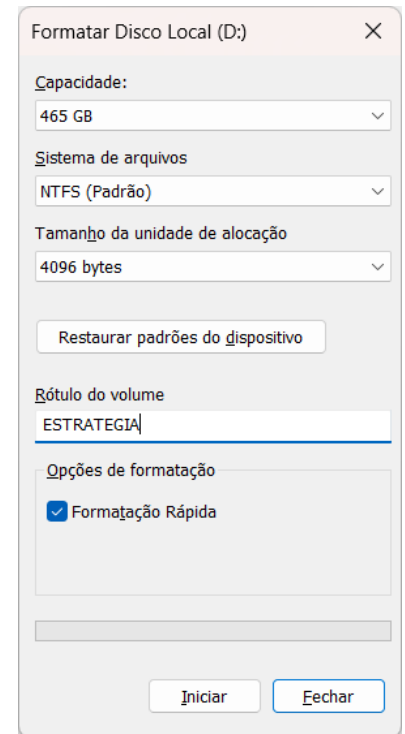 Formatar Disco Local (D:)
Capacidade:
465 GB
Sistema de arquivos
NTFS (Padrão)
Tamanho da unidade de alocação
4096 bytes
Restaurar padrões do dispositivo
Rótulo do volume
ESTRATEGIA
Opções de formatação
Formatação Rápida
Iniciar
Fechar